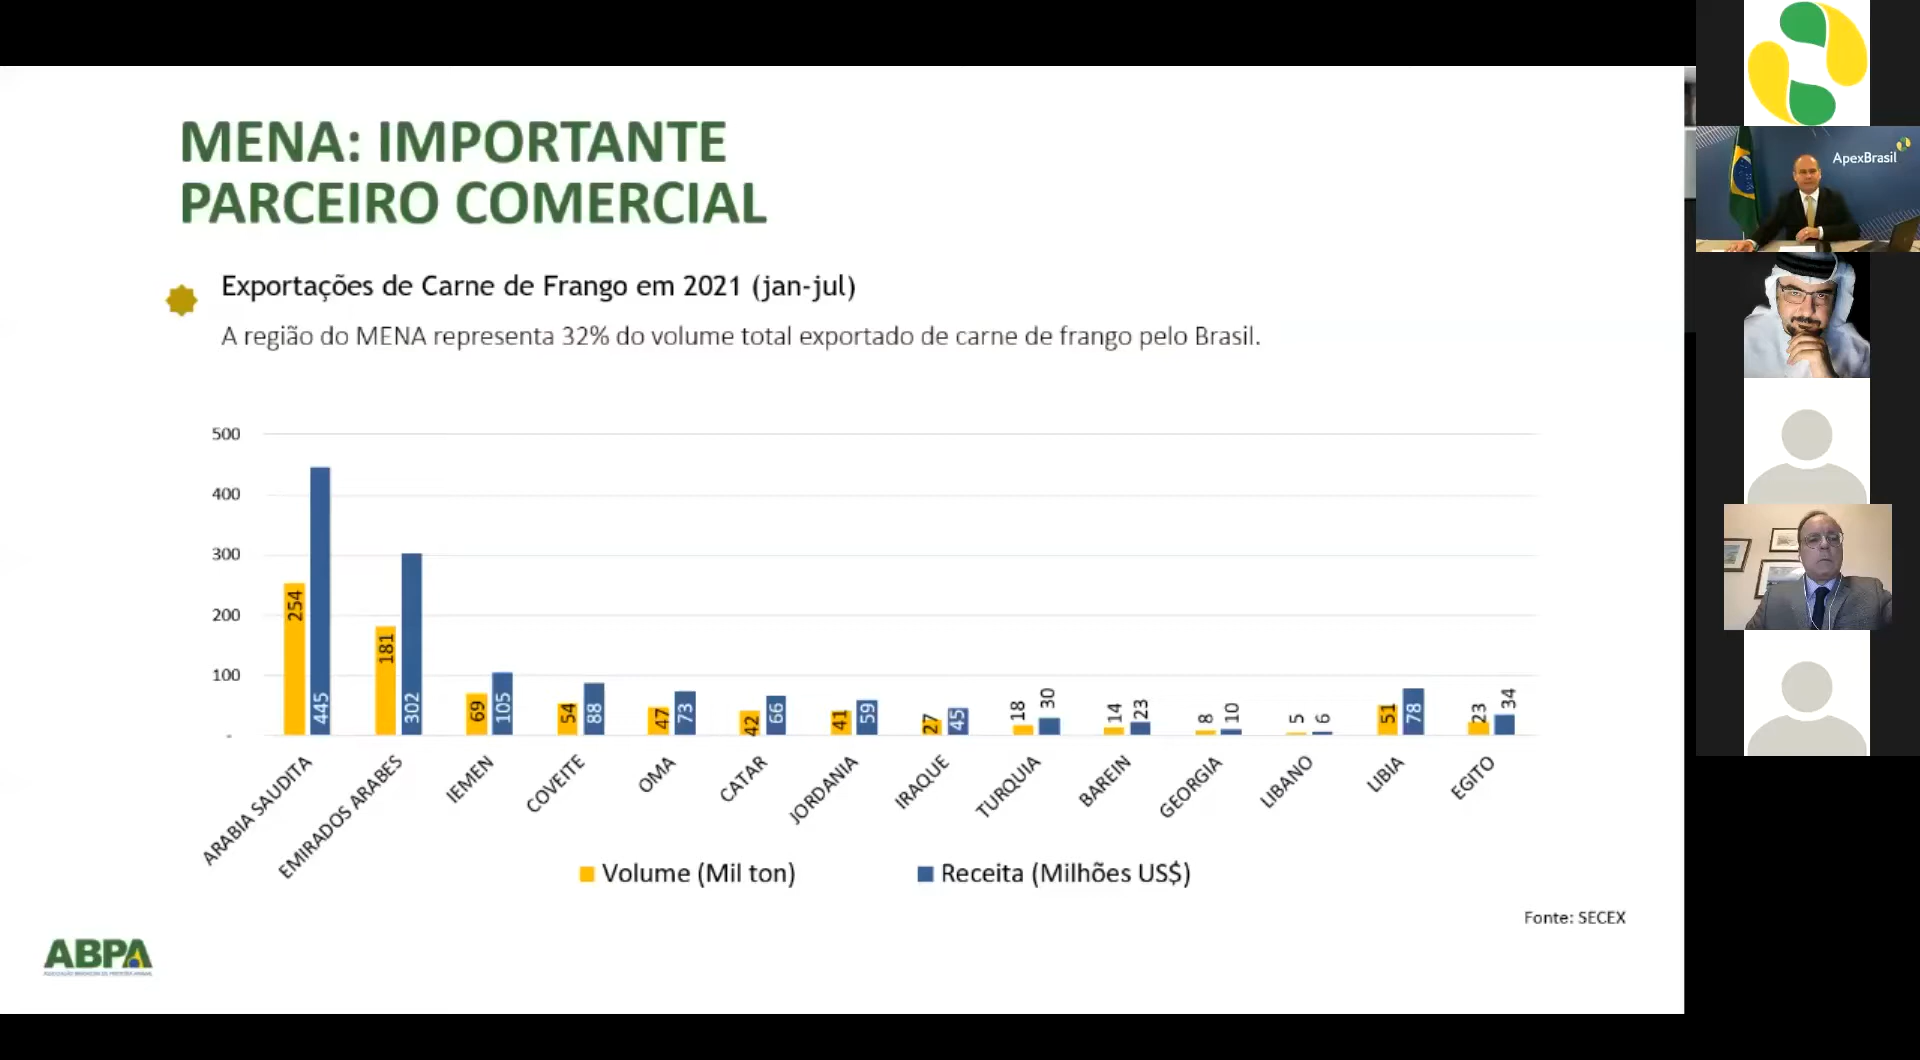 MENA: IMPORTANTE
PARCEIRO COMERCIAL
Exportações de Carne de Frango em 2021 (jan-jul)
A região do MENA representa 32% do volume total exportado de carne de frango pelo Brasil.
500
400
300
200
100
-
254
445
181
302
69
105
54
88
47
73
42
66
41
59
27
45
18
30
14
23
8
10
5
6
51
78
23
34
ARABIA SAUDITA
EMIRADOS ARABES
IEMEN
COVEITE
OMA
CATAR
JORDANIA
IRAQUE
TURQUIA
BAREIN
GEORGIA
LIBANO
LIBIA
EGITO
Volume (Mil ton)
Receita (Milhões US$)
Fonte: SECEX
ABPA
ApexBrasil